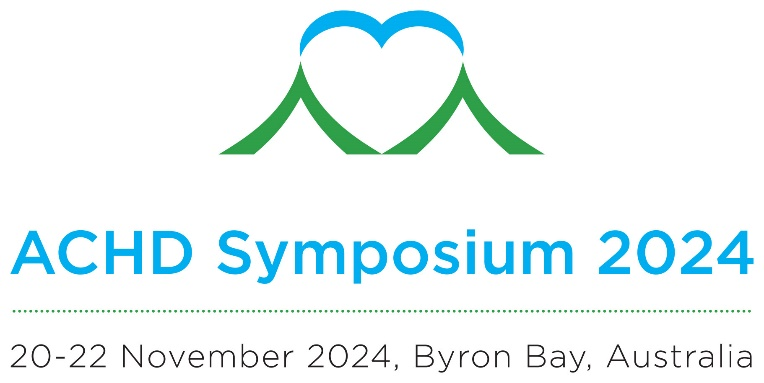 ACHD Symposium 2024
20-22 November 2024, Byron Bay, Australia